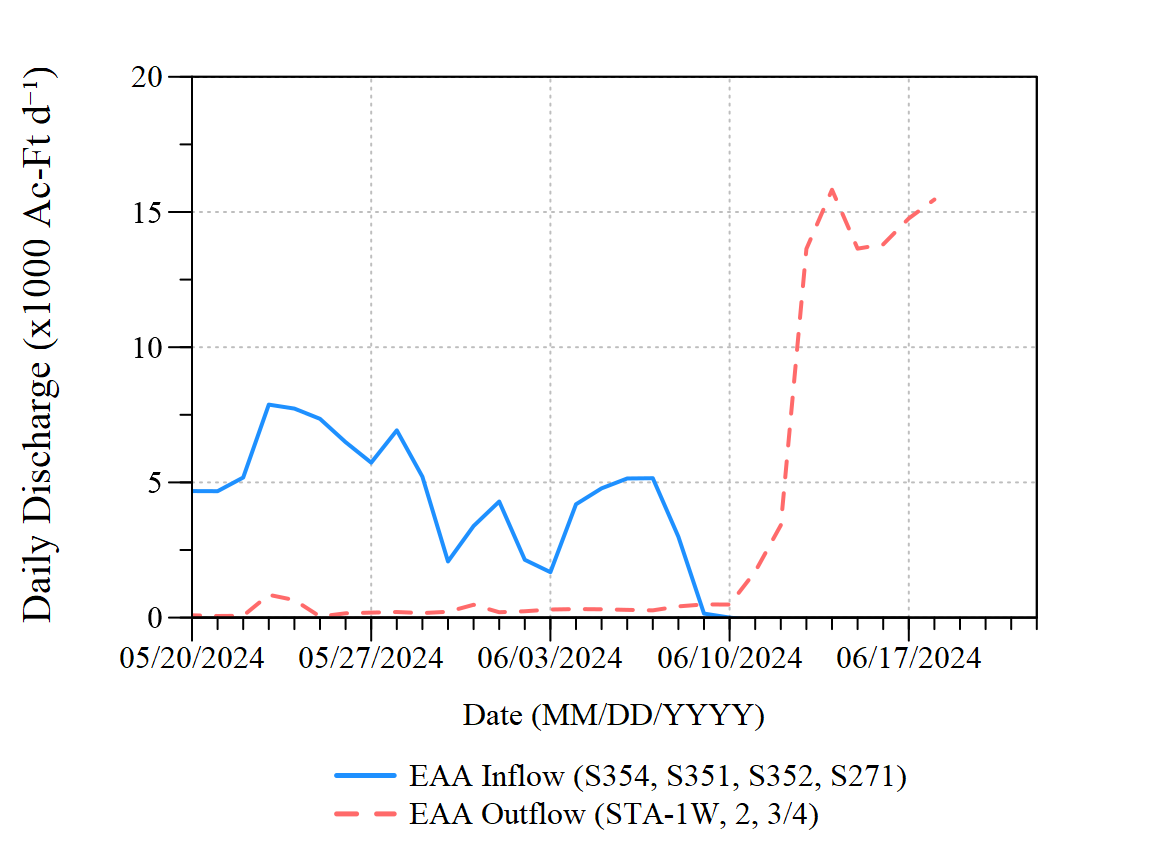 Daily Discharge (x1000 Ac-Ft d⁻¹)
20
15
10
5
0
05/20/2024 05/27/2024 06/03/2024 06/10/2024 06/17/2024
Date (MM/DD/YYYY)
EAA Inflow (S354, S351, S352, S271)
EAA Outflow (STA-1W, 2, 3/4)